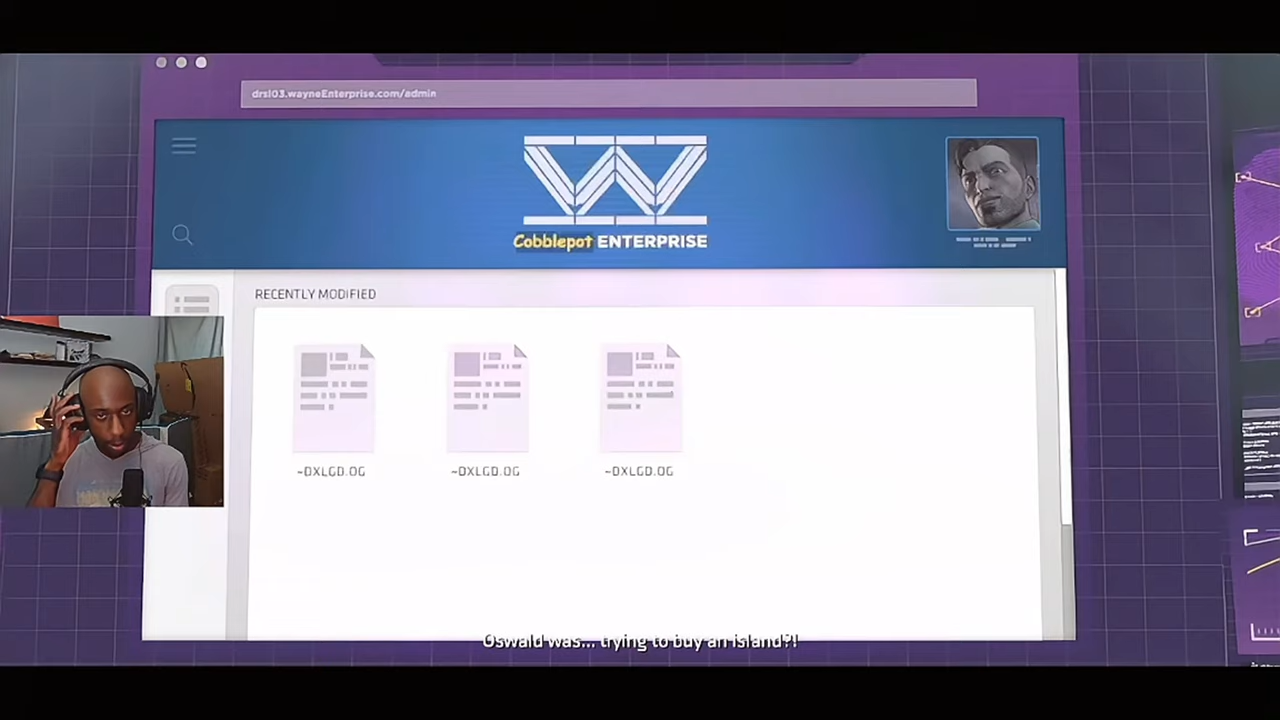 drsl03.wayneEnterprise.com/admin
Cobblepot ENTERPRISE
RECENTLY MODIFIED
~DXLGD.OG ~DXLGD.OG ~DXLGD.OG
Oswald was... trying to buy an island?!